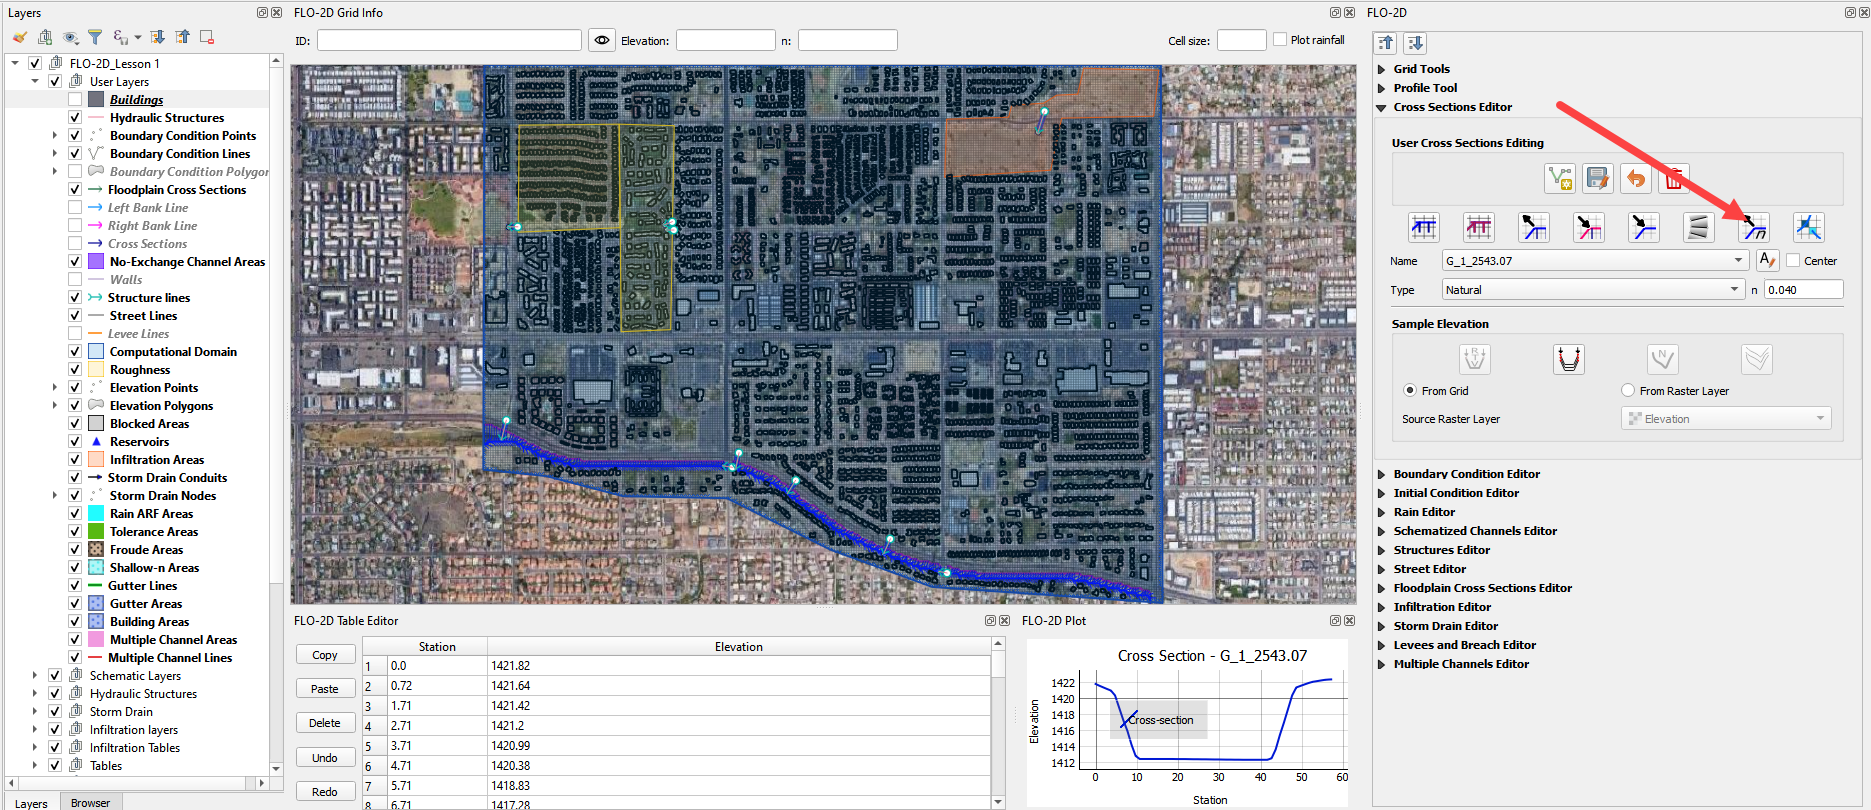 Layers
FLO-2D_Lesson 1
User Layers
Buildings
Hydraulic Structures
Boundary Condition Points
Boundary Condition Lines
Boundary Condition Polygor
Floodplain Cross Sections
Left Bank Line
Right Bank Line
Cross Sections
No-Exchange Channel Areas
Walls
Structure lines
Street Lines
Levee Lines
Computational Domain
Roughness
Elevation Points
Elevation Polygons
Blocked Areas
Reservoirs
Infiltration Areas
Storm Drain Conduits
Storm Drain Nodes
Rain ARF Areas
Tolerance Areas
Froude Areas
Shallow-n Areas
Gutter Lines
Gutter Areas
Building Areas
Multiple Channel Areas
Multiple Channel Lines
Schematic Layers
Hydraulic Structures
Storm Drain
Infiltration layers
Infiltration Tables
Tables
Layers Browser
FLO-2D Grid Info
ID: Elevation: n: Cell size: Plot rainfall
FLO-2D Table Editor
Copy
Paste
Delete
Undo
Redo
Station Elevation
1 0.0 1421.82
2 0.72 1421.64
3 1.71 1421.42
4 2.71 1421.2
5 3.71 1420.99
6 4.71 1420.38
7 5.71 1418.83
8 6.71 1417.28
FLO-2D Plot
Cross Section - G_1_2543.07
Elevation
1422
1420
1418
1416
1414
1412
Cross-section
0 10 20 30 40 50 60
Station
FLO-2D
Grid Tools
Profile Tool
Cross Sections Editor
User Cross Sections Editing
Name G_1_2543.07 Center
Type Natural n 0.040
Sample Elevation
From Grid From Raster Layer
Source Raster Layer Elevation
Boundary Condition Editor
Initial Condition Editor
Rain Editor
Schematized Channels Editor
Structures Editor
Street Editor
Floodplain Cross Sections Editor
Infiltration Editor
Storm Drain Editor
Levees and Breach Editor
Multiple Channels Editor